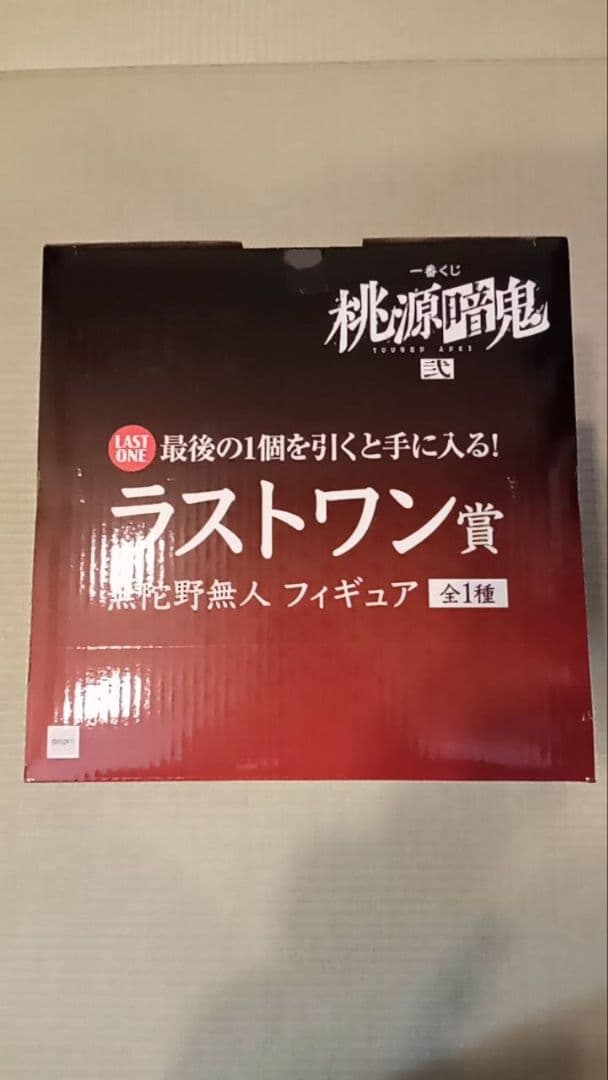 一番くじ
桃源暗鬼
TOUGEN ANKI
弐
LAST ONE 最後の1個を引くと手に入る!
ラストワン賞
無陀野無人 フィギュア 全1種